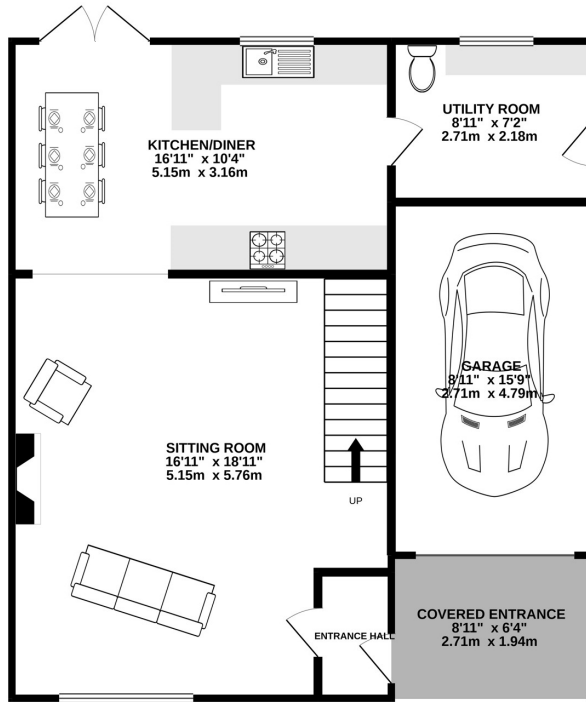 KITCHEN/DINER
16'11" x 10'4"
5.15m x 3.16m
UTILITY ROOM
8'11" x 7'2"
2.71m x 2.18m
GARAGE
8'11" x 15'9"
2.71m x 4.79m
SITTING ROOM
16'11" x 18'11"
5.15m x 5.76m
UP
ENTRANCE HALL
COVERED ENTRANCE
8'11" x 6'4"
2.71m x 1.94m